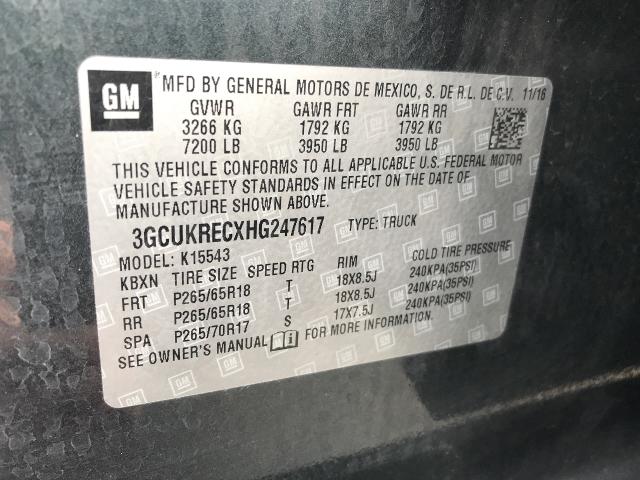 GM
MFD BY GENERAL MOTORS DE MEXICO, S. DE R.L. DE C.V. 11/16
GVWR GAWR FRT GAWR RR
3266 KG 1792 KG 1792 KG
7200 LB 3950 LB 3950 LB
THIS VEHICLE CONFORMS TO ALL APPLICABLE U.S. FEDERAL MOTOR
VEHICLE SAFETY STANDARDS IN EFFECT ON THE DATE OF
MANUFACTURE SHOWN ABOVE.
3GCUKRECXHG247617 TYPE: TRUCK
MODEL: K15543
KBXN TIRE SIZE SPEED RTG RIM COLD TIRE PRESSURE
FRT P265/65R18 T 18X8.5J 240KPA(35PSI)
RR P265/65R18 T 18X8.5J 240KPA(35PSI)
SPA P265/70R17 S 17X7.5J 240KPA(35PSI)
SEE OWNER'S MANUAL FOR MORE INFORMATION.